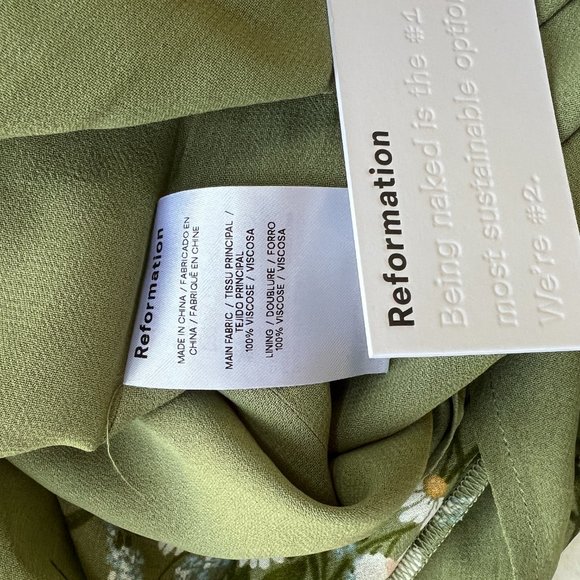 Reformation
Being naked is the #1
most sustainable optio
We're #2.
Reformation
MADE IN CHINA / FABRICADO EN
CHINA / FABRIQUÉ EN CHINE
MAIN FABRIC / TISSU PRINCIPAL /
TEJIDO PRINCIPAL
100% VISCOSE / VISCOSA
LINING / DOUBLURE / FORRO
100% VISCOSE / VISCOSA